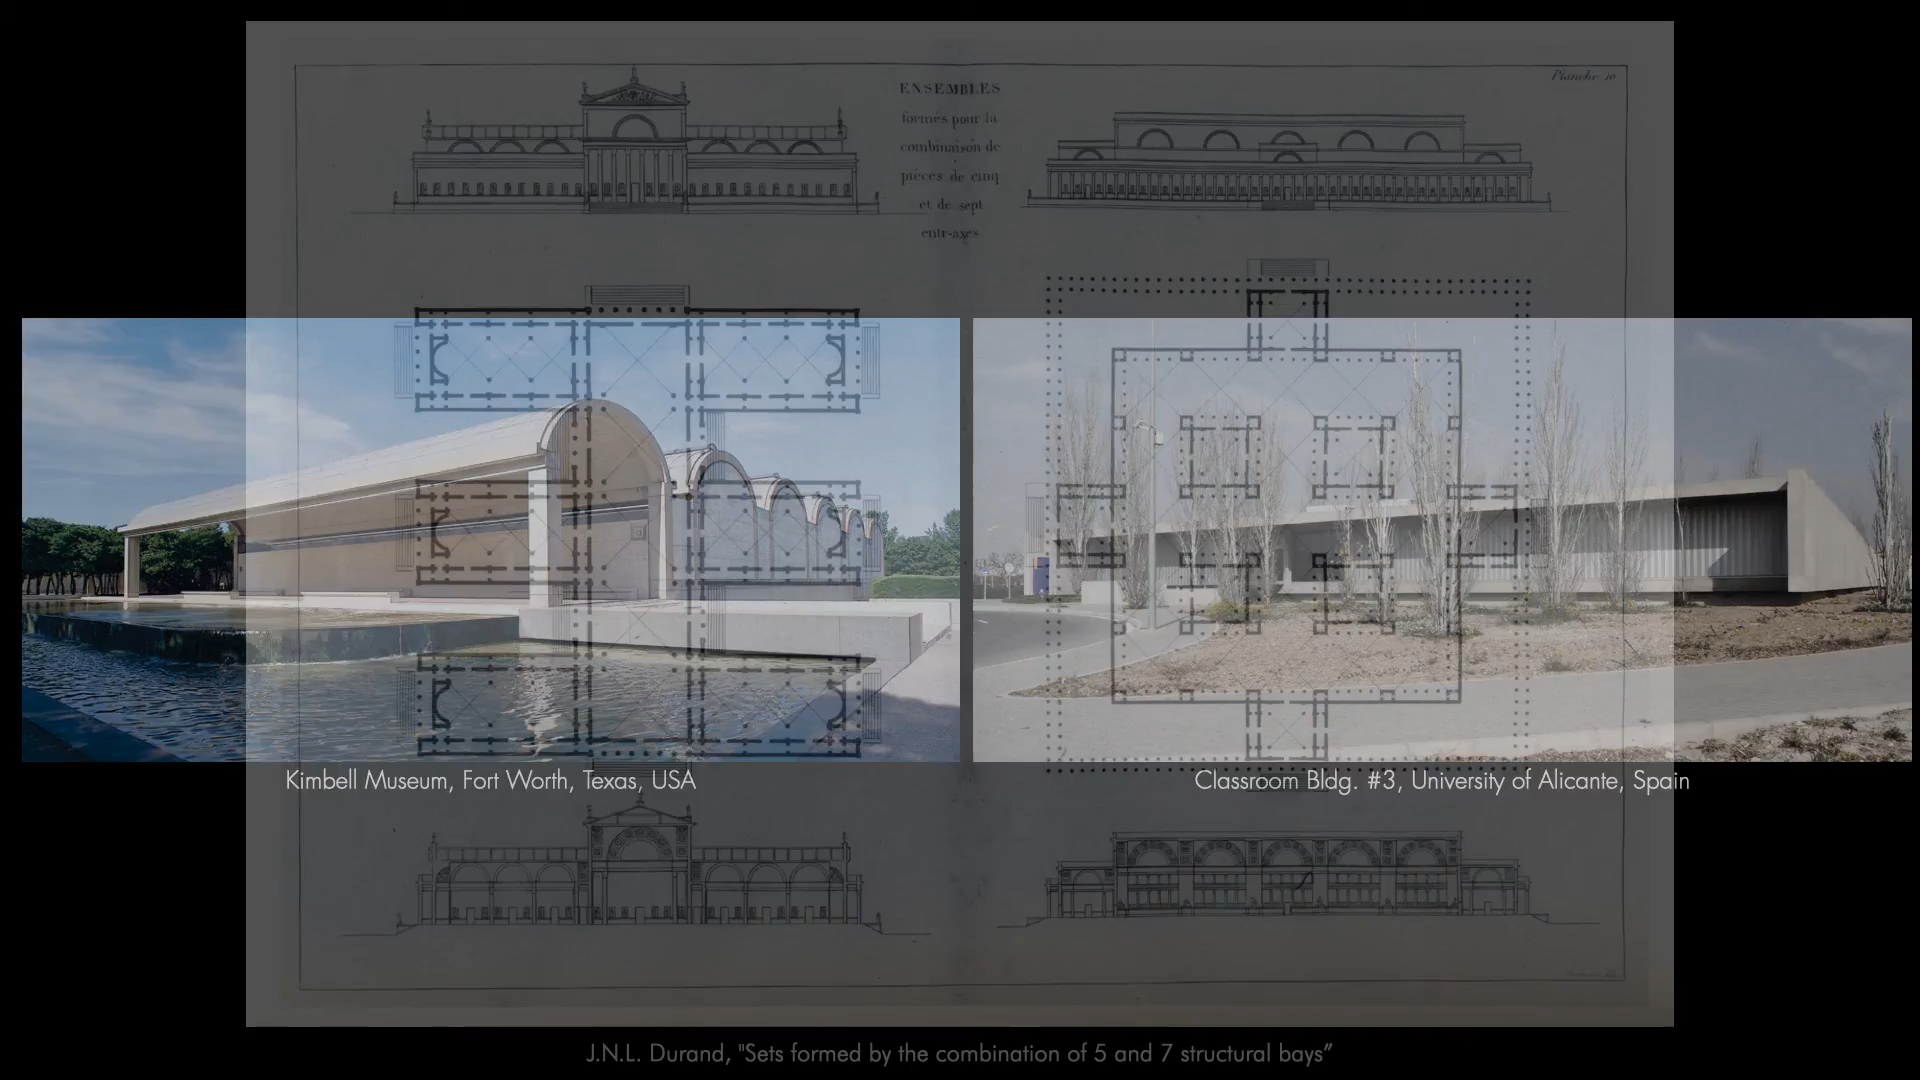 ENSEMBLES
formés pour la
combinaison de
pièces de cinq
et de sept
entr-axes
Planche 10
Kimbell Museum, Fort Worth, Texas, USA
Classroom Bldg. #3, University of Alicante, Spain
J.N.L. Durand, "Sets formed by the combination of 5 and 7 structural bays”